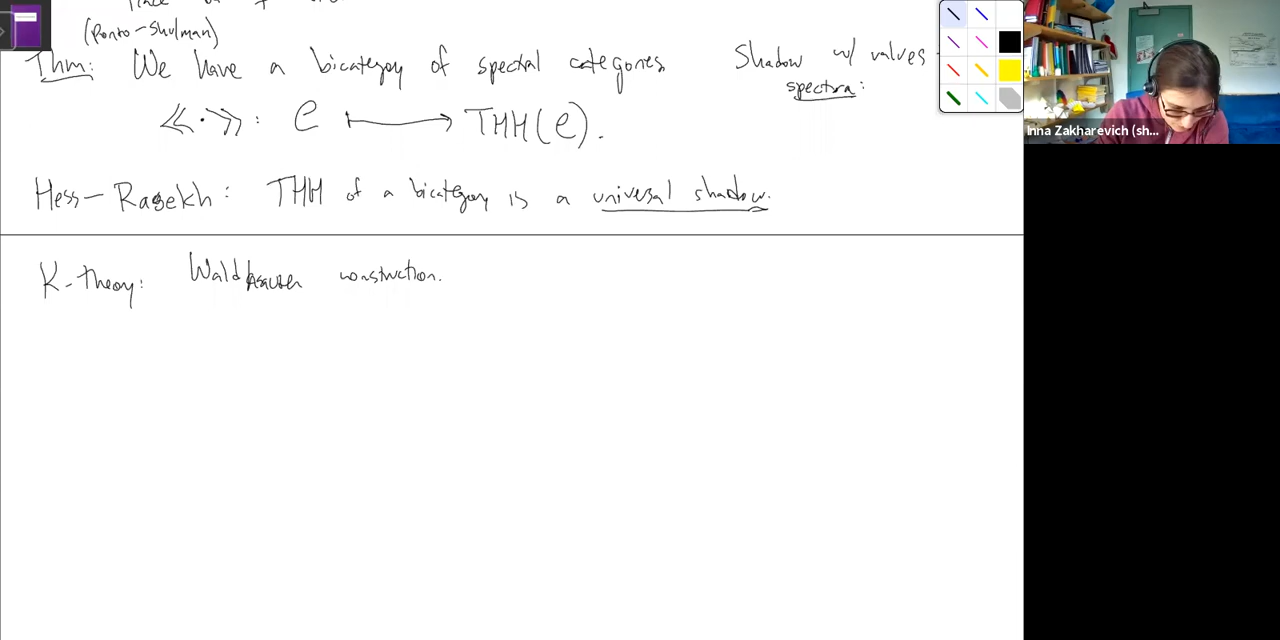 (Ponto-Shulman)
Thm: We have a bicategory of spectral categories
Shadow w/ values
spectra:
≪·≫: C ↦ THH(C).
Hess-Rasekh: THH of a bicategory is a universal shadow.
K-theory: Waldhausen construction.
Inna Zakharevich (sh...